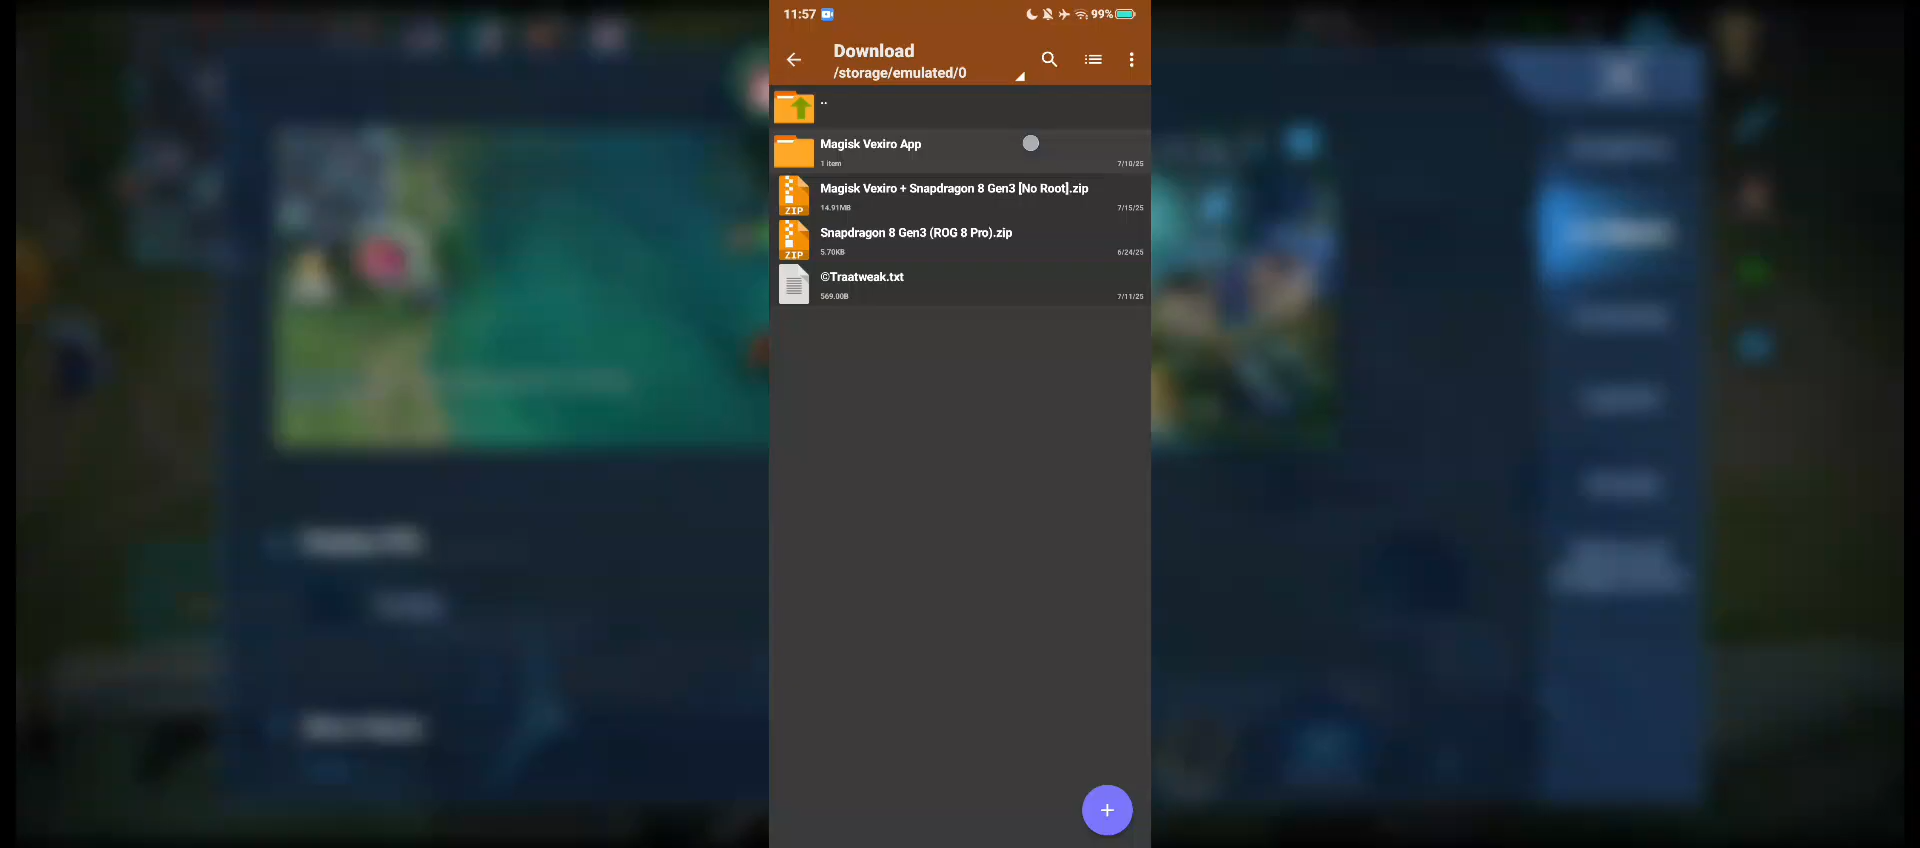 11:57
99%
Download
/storage/emulated/0
..
Magisk Vexiro App
1 item
7/10/25
Magisk Vexiro + Snapdragon 8 Gen3 [No Root].zip
ZIP
14.91MB
7/15/25
Snapdragon 8 Gen3 (ROG 8 Pro).zip
ZIP
5.70KB
6/24/25
©Traatweak.txt
569.00B
7/11/25